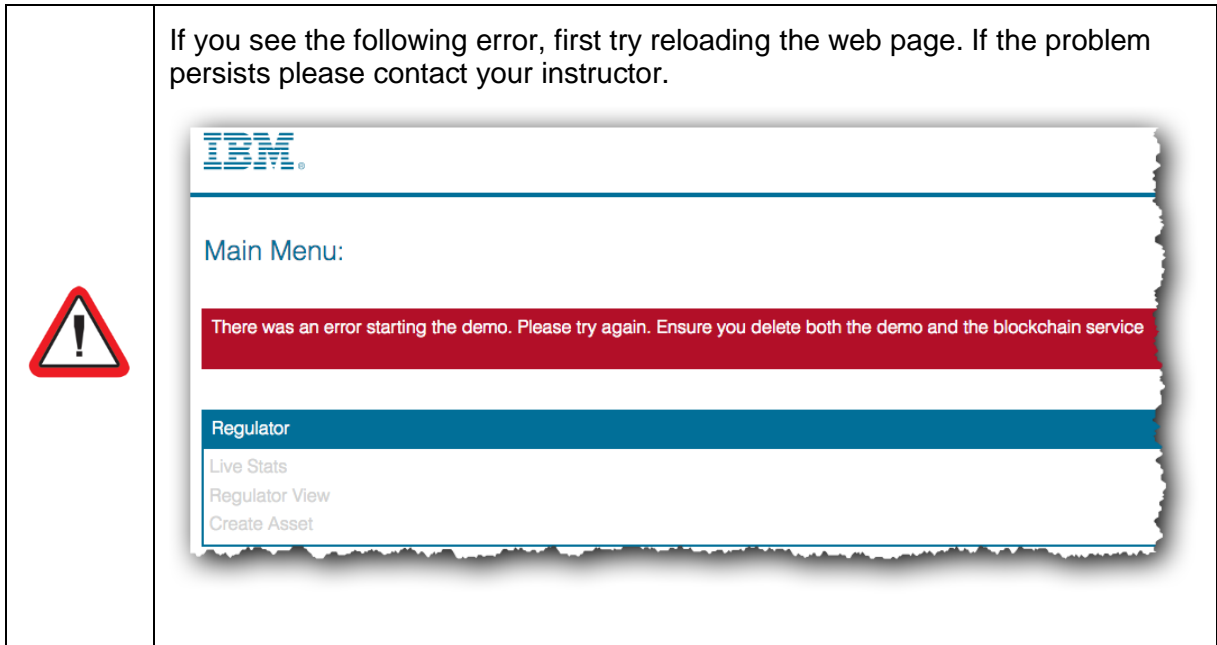 If you see the following error, first try reloading the web page. If the problem
persists please contact your instructor.
IBM®
Main Menu:
There was an error starting the demo. Please try again. Ensure you delete both the demo and the blockchain service
Regulator
Live Stats
Regulator View
Create Asset